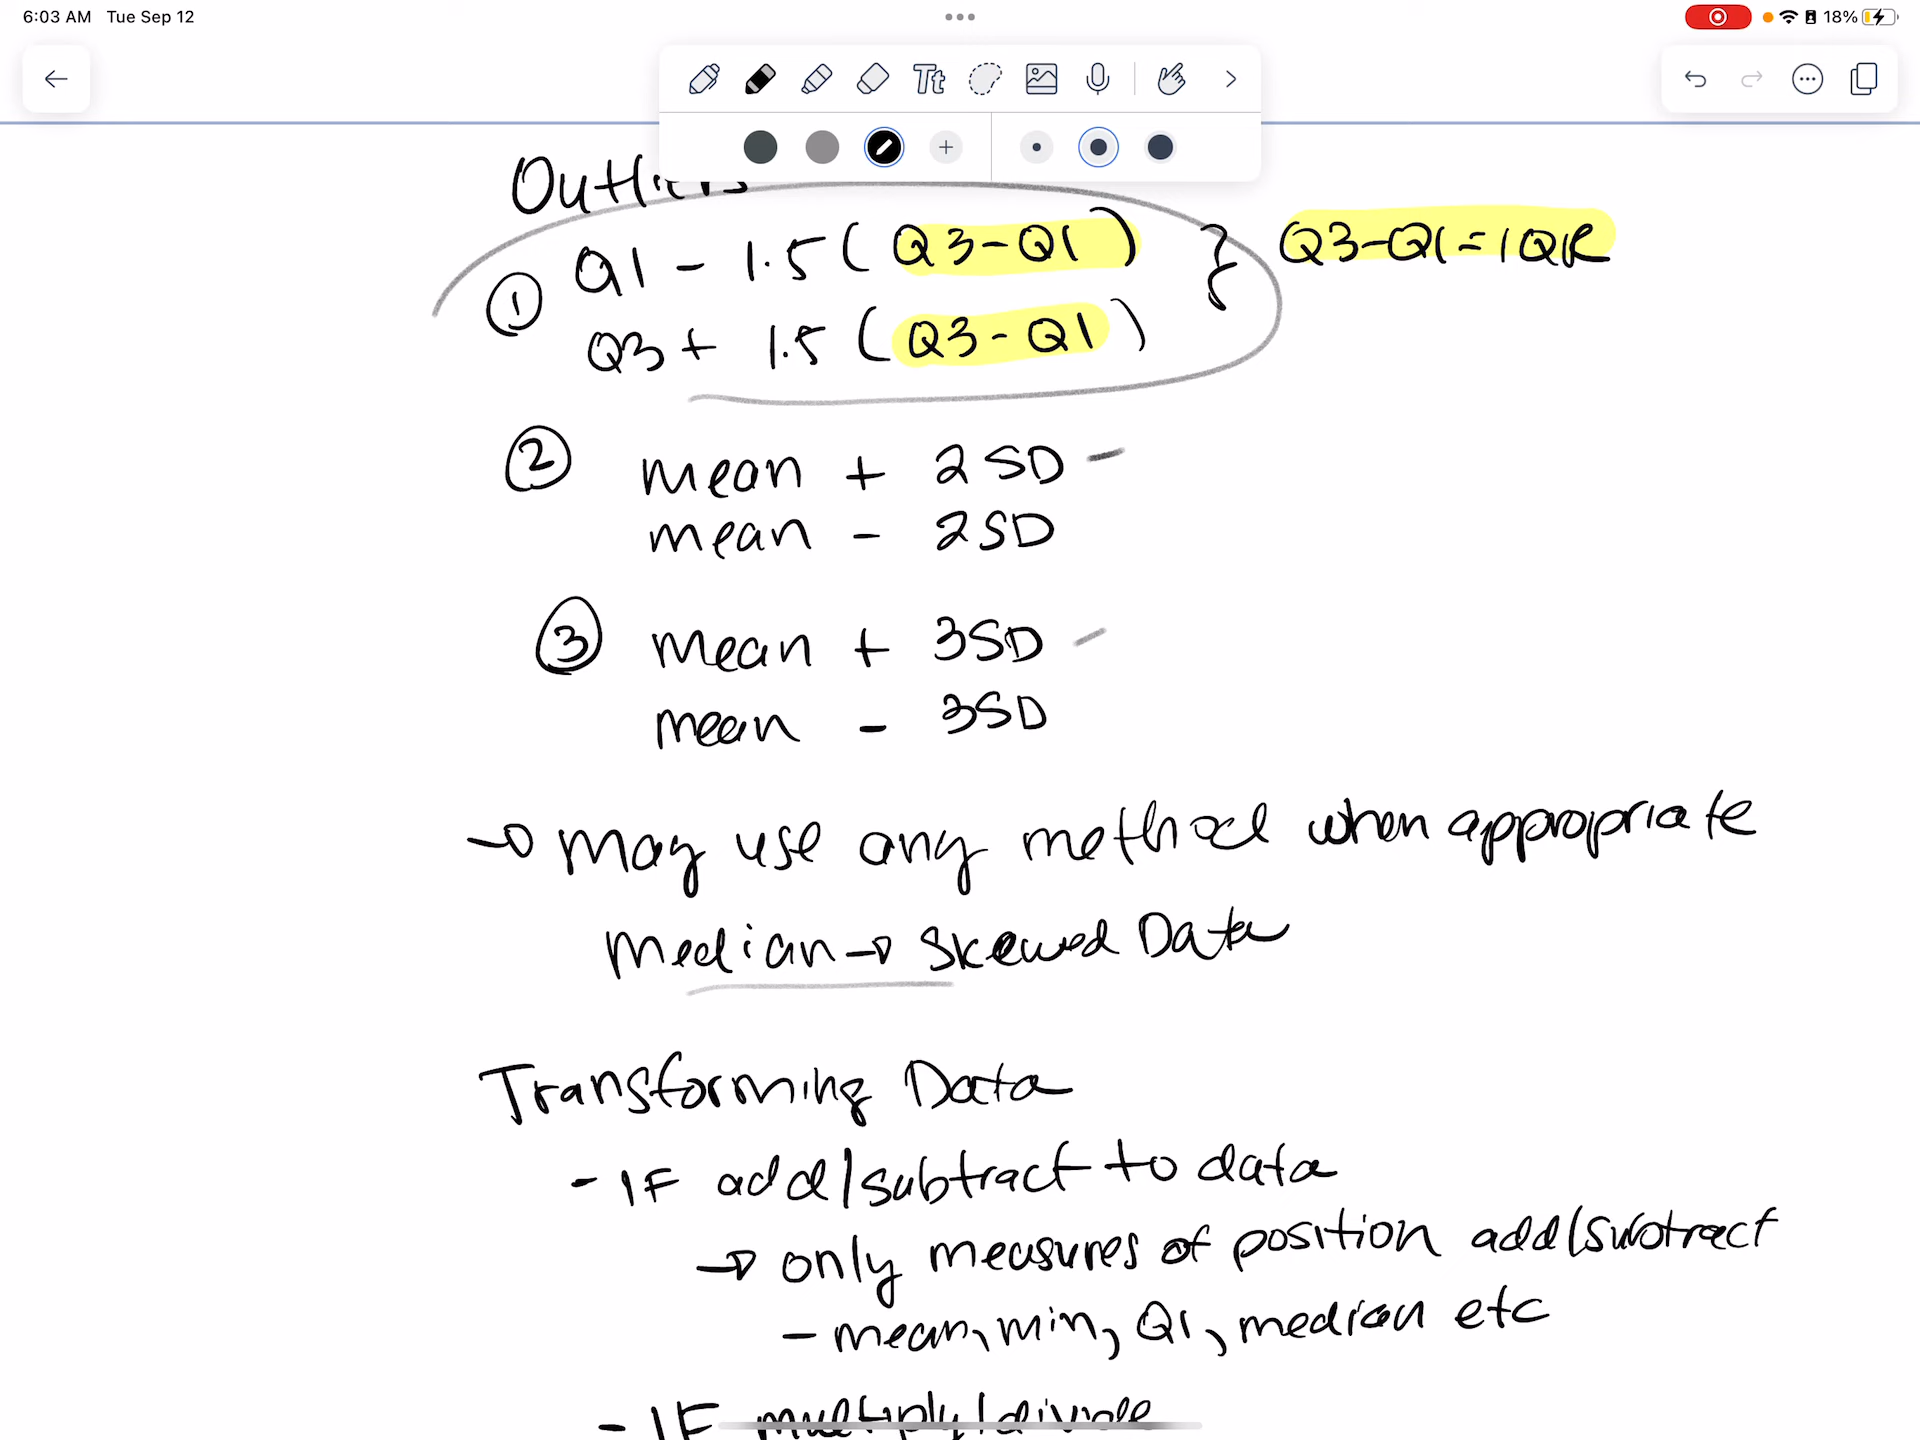 6:03 AM Tue Sep 12
18%
Tt
Outliers
① Q1 - 1.5 (Q3-Q1) } Q3-Q1=IQR
Q3 + 1.5 (Q3-Q1)
② mean + 2SD -
mean - 2SD
③ mean + 3SD -
mean - 3SD
→ may use any method when appropriate
Median → Skewed Data
Transforming Data
- IF add/subtract to data
→ only measures of position add/subtract
- mean, min, Q1, median etc
- IF multiply/divide